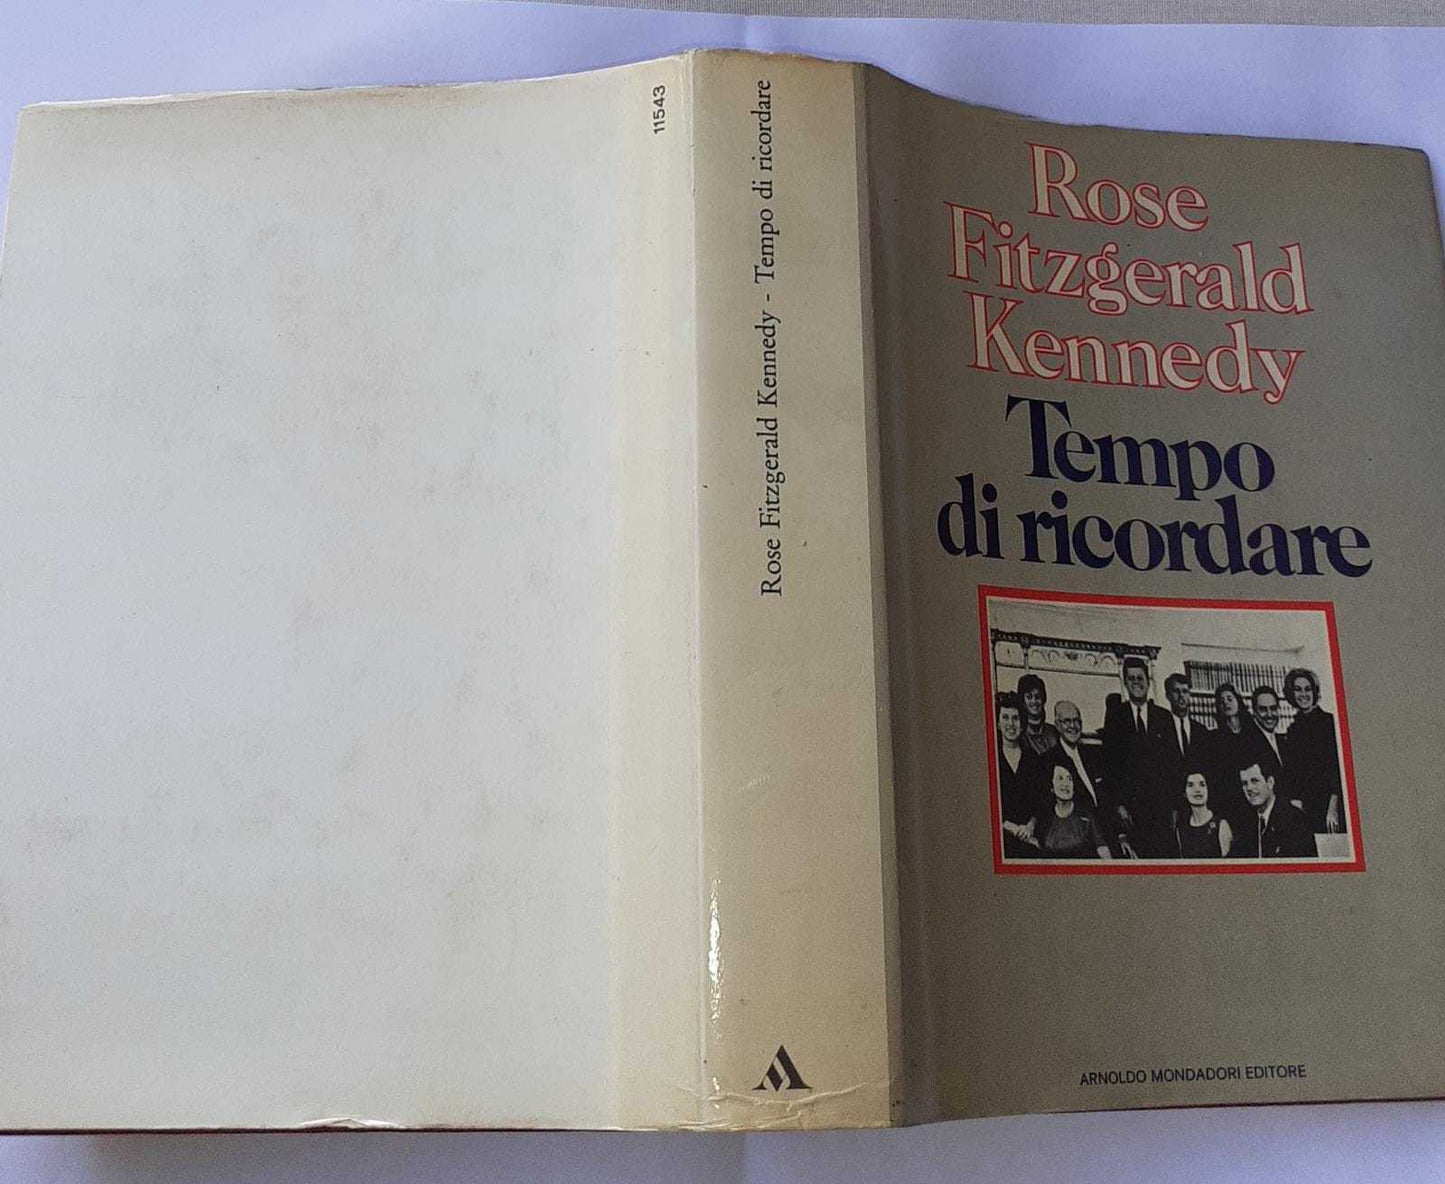 11543
Rose Fitzgerald Kennedy - Tempo di ricordare
Rose
Fitzgerald
Kennedy
Tempo
di ricordare
ARNOLDO MONDADORI EDITORE